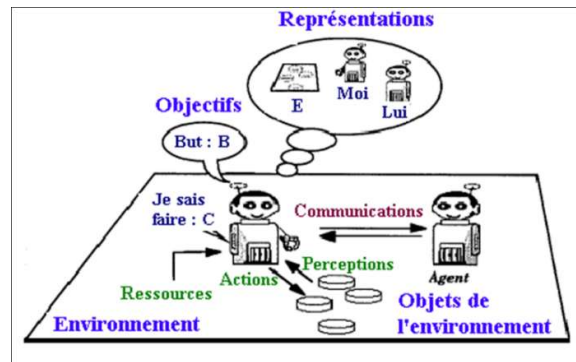 Représentations
Moi
E
Lui
Objectifs
But : B
Je sais
faire : C
Communications
Perceptions
Actions
Agent
Ressources
Objets de
l'environnement
Environnement